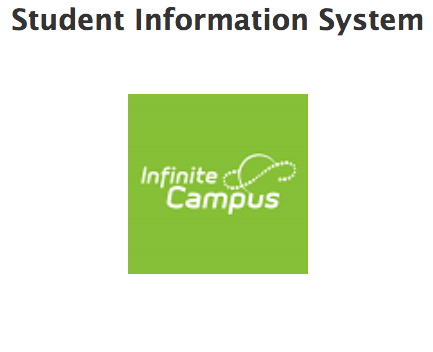 Student Information System
Infinite
Campus